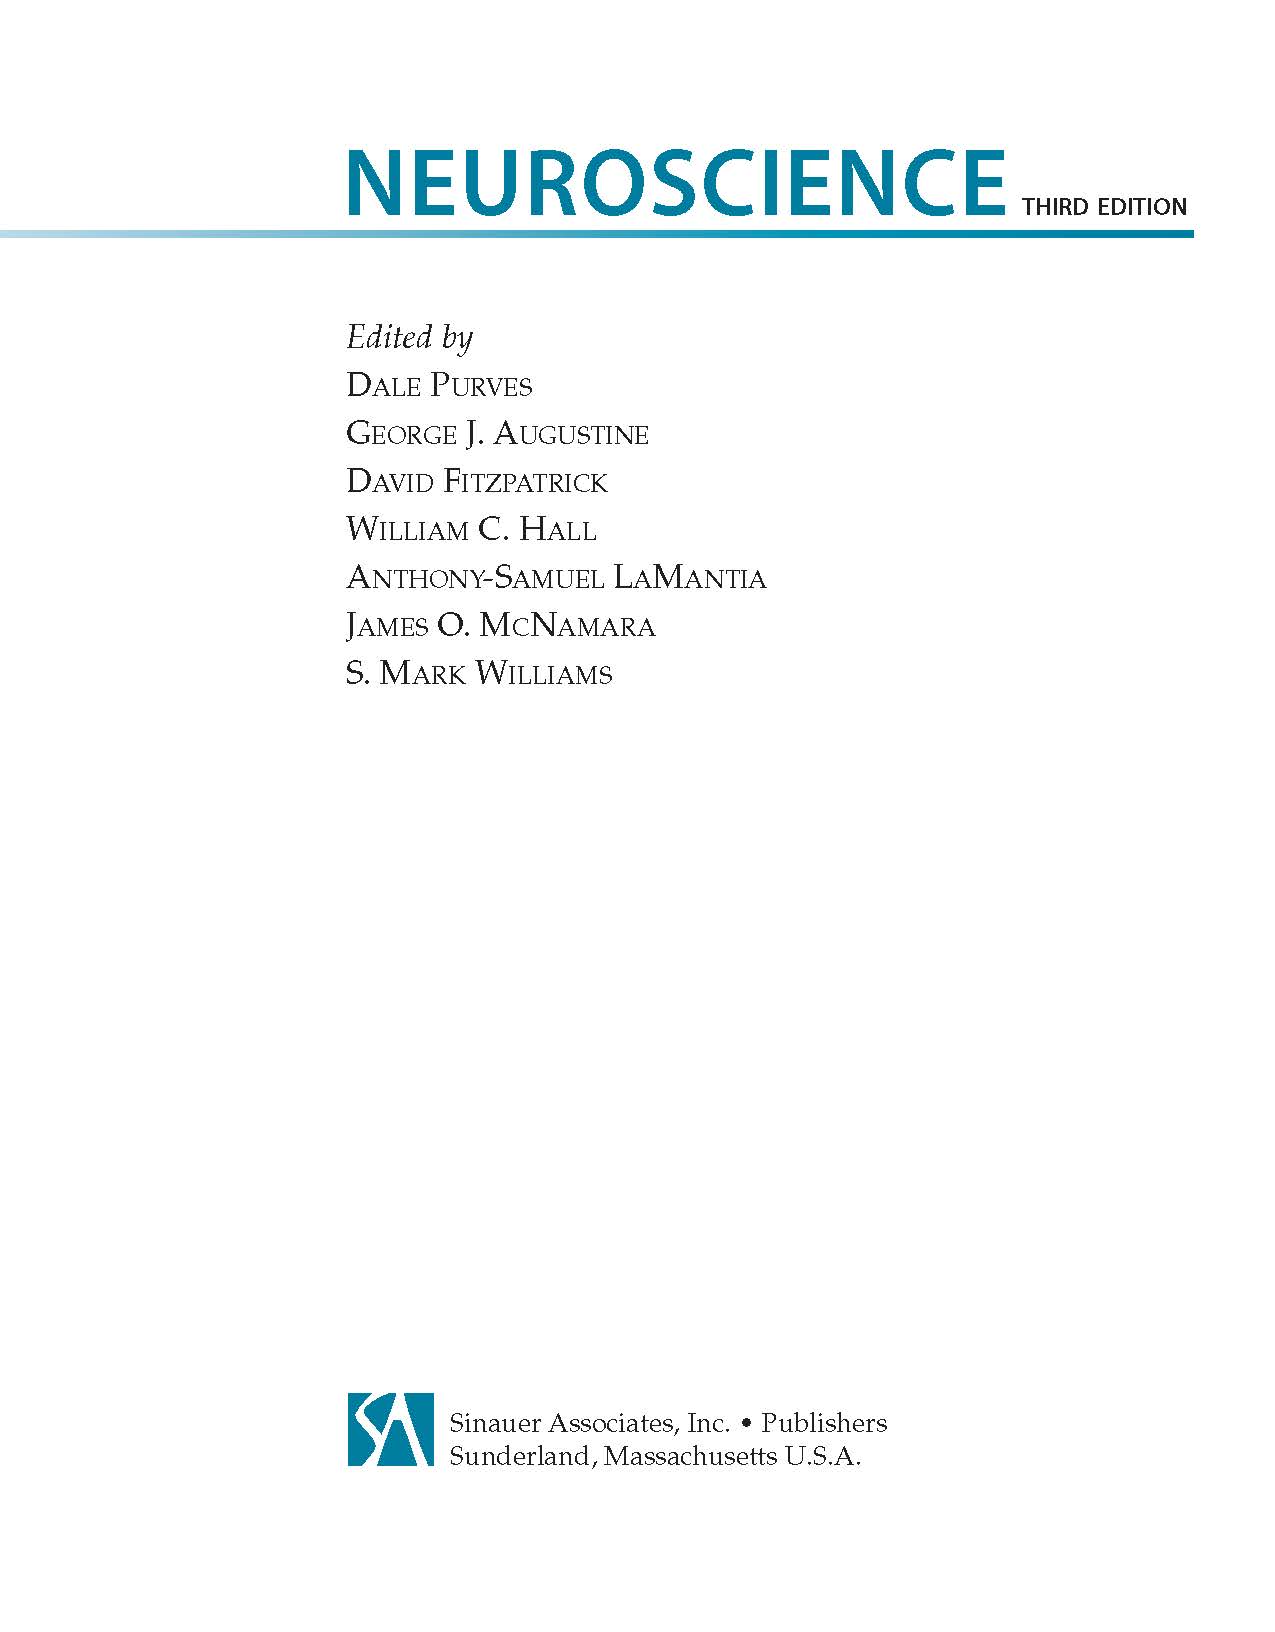 NEUROSCIENCE THIRD EDITION
Edited by
DALE PURVES
GEORGE J. AUGUSTINE
DAVID FITZPATRICK
WILLIAM C. HALL
ANTHONY-SAMUEL LAMANTIA
JAMES O. MCNAMARA
S. MARK WILLIAMS
SA
Sinauer Associates, Inc. • Publishers
Sunderland, Massachusetts U.S.A.